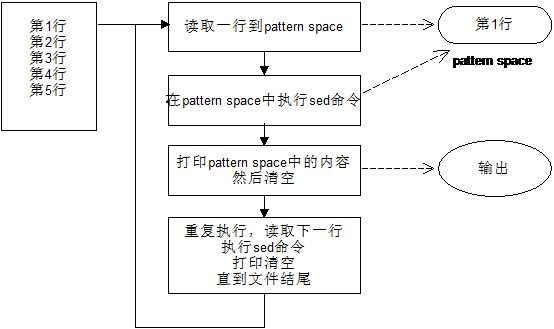 第1行
第2行
第3行
第4行
第5行
读取一行到pattern space
第1行
pattern space
在pattern space中执行sed命令
打印pattern space中的内容
然后清空
输出
重复执行，读取下一行
执行sed命令
打印清空
直到文件结尾